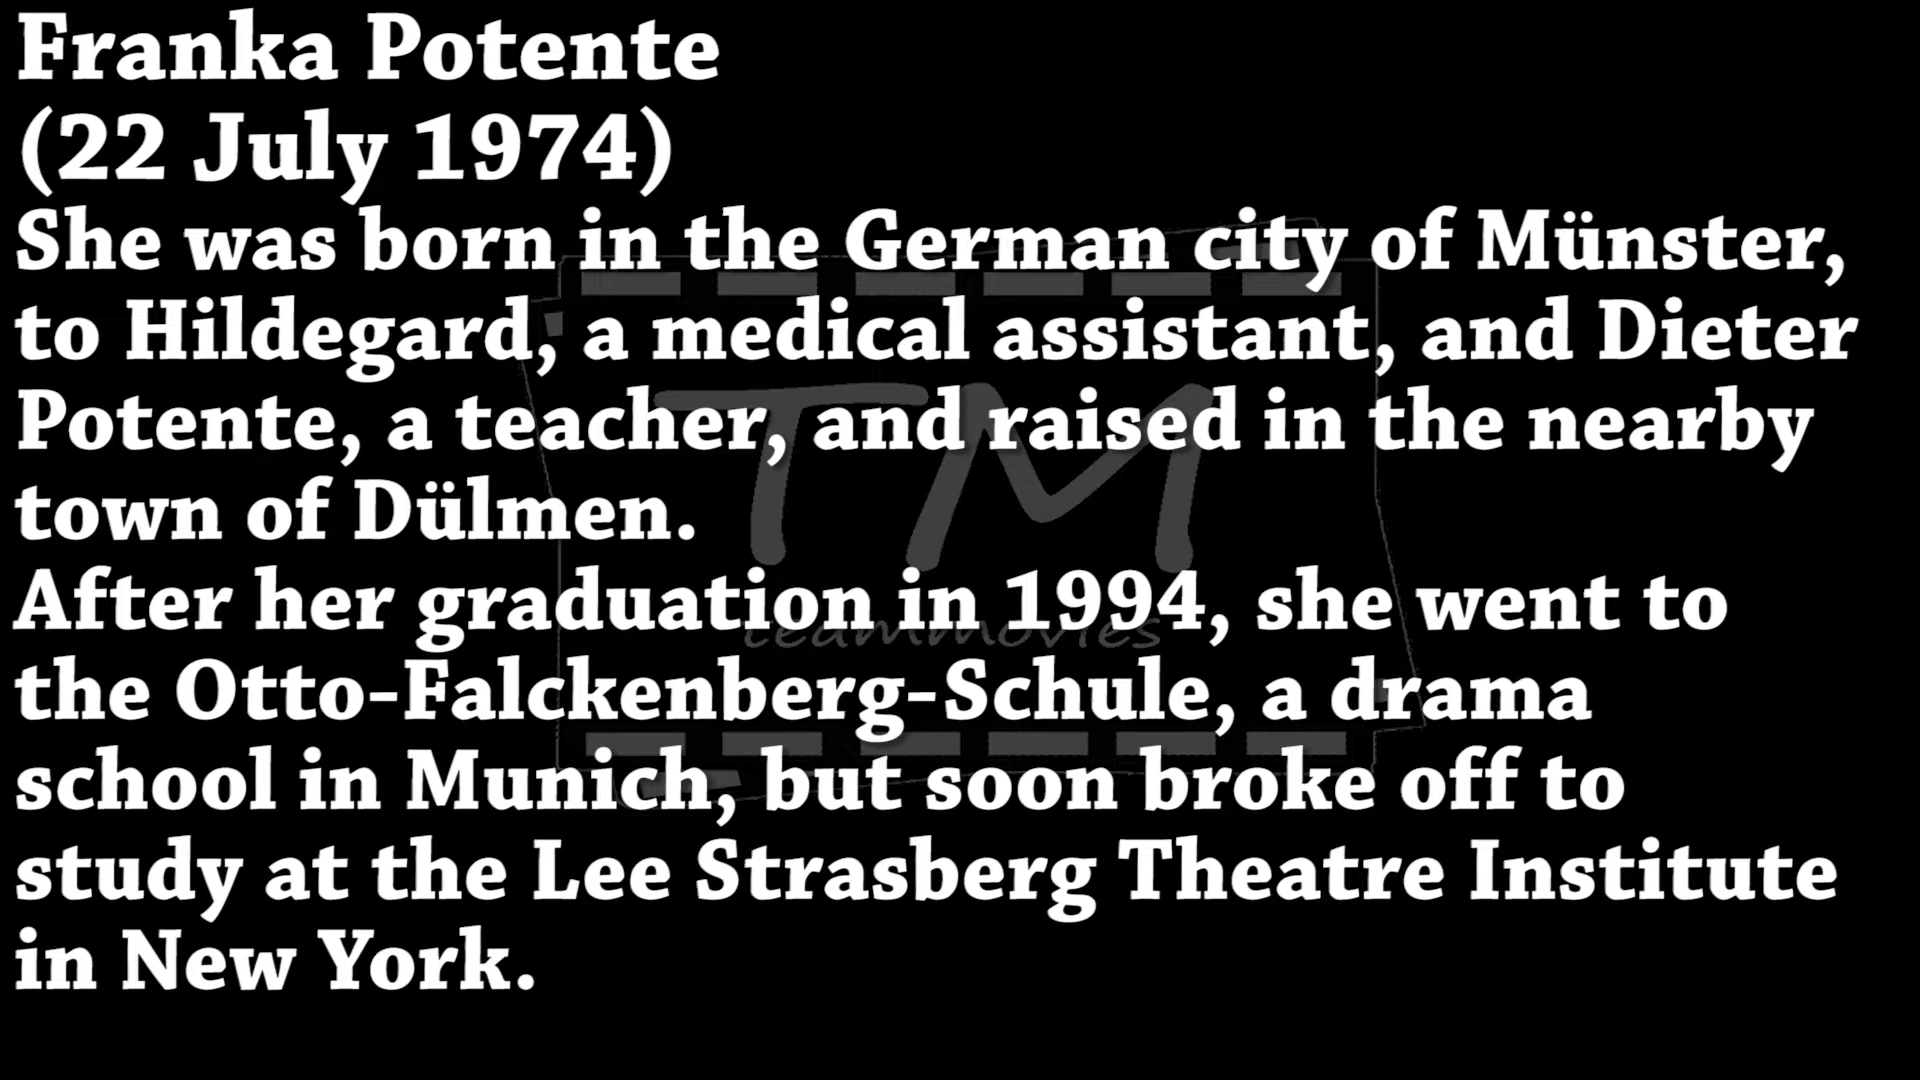 Franka Potente
(22 July 1974)
She was born in the German city of Münster,
to Hildegard, a medical assistant, and Dieter
Potente, a teacher, and raised in the nearby
town of Dülmen.
After her graduation in 1994, she went to
the Otto-Falckenberg-Schule, a drama
school in Munich, but soon broke off to
study at the Lee Strasberg Theatre Institute
in New York.
TM
teammovies